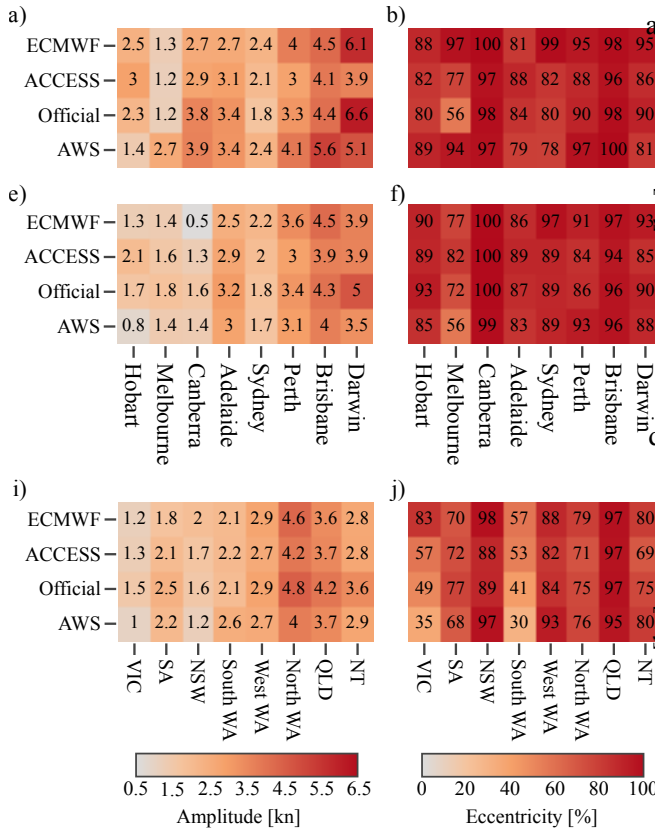 a) b) a
ECMWF 2.5 1.3 2.7 2.7 2.4 4 4.5 6.1 88 97 100 81 99 95 98 95
ACCESS 3 1.2 2.9 3.1 2.1 3 4.1 3.9 82 77 97 88 82 88 96 86
Official 2.3 1.2 3.8 3.4 1.8 3.3 4.4 6.6 80 56 98 84 80 90 98 90
AWS 1.4 2.7 3.9 3.4 2.4 4.1 5.6 5.1 89 94 97 79 78 97 100 81
e) f)
ECMWF 1.3 1.4 0.5 2.5 2.2 3.6 4.5 3.9 90 77 100 86 97 91 97 93
ACCESS 2.1 1.6 1.3 2.9 2 3 3.9 3.9 89 82 100 89 89 84 94 85
Official 1.7 1.8 1.6 3.2 1.8 3.4 4.3 5 93 72 100 87 89 86 96 90
AWS 0.8 1.4 1.4 3 1.7 3.1 4 3.5 85 56 99 83 89 93 96 88
Hobart Melbourne Canberra Adelaide Sydney Perth Brisbane Darwin Hobart Melbourne Canberra Adelaide Sydney Perth Brisbane Darwin
i) j)
ECMWF 1.2 1.8 2 2.1 2.9 4.6 3.6 2.8 83 70 98 57 88 79 97 80
ACCESS 1.3 2.1 1.7 2.2 2.7 4.2 3.7 2.8 57 72 88 53 82 71 97 69
Official 1.5 2.5 1.6 2.1 2.9 4.8 4.2 3.6 49 77 89 41 84 75 97 75
AWS 1 2.2 1.2 2.6 2.7 4 3.7 2.9 35 68 97 30 93 76 95 80
VIC SA NSW South WA West WA North WA QLD NT VIC SA NSW South WA West WA North WA QLD NT
0.5 1.5 2.5 3.5 4.5 5.5 6.5 0 20 40 60 80 100
Amplitude [kn] Eccentricity [%]